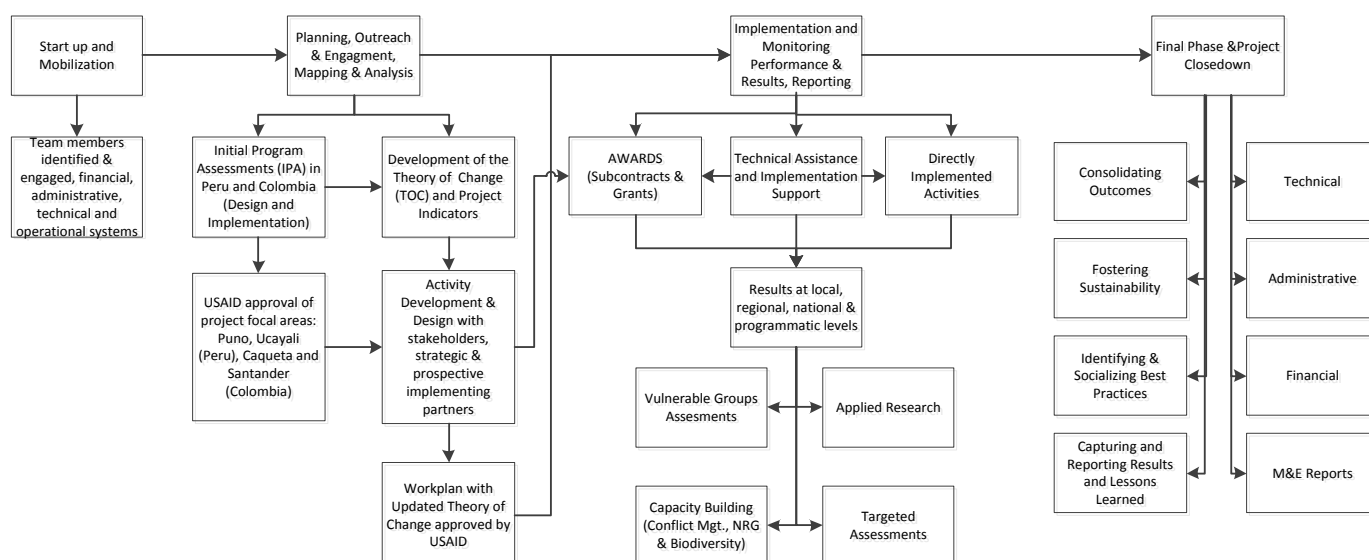 Start up and
Mobilization
Planning, Outreach
& Engagment,
Mapping & Analysis
Implementation and
Monitoring
Performance &
Results, Reporting
Final Phase &Project
Closedown
Team members
identified &
engaged, financial,
administrative,
technical and
operational systems
Initial Program
Assessments (IPA) in
Peru and Colombia
(Design and
Implementation)
Development of the
Theory of Change
(TOC) and Project
Indicators
AWARDS
(Subcontracts &
Grants)
Technical Assistance
and Implementation
Support
Directly
Implemented
Activities
Consolidating
Outcomes
Technical
USAID approval of
project focal areas:
Puno, Ucayali
(Peru), Caqueta and
Santander
(Colombia)
Activity
Development &
Design with
stakeholders,
strategic &
prospective
implementing
partners
Results at local,
regional, national &
programmatic levels
Fostering
Sustainability
Administrative
Vulnerable Groups
Assesments
Applied Research
Identifying &
Socializing Best
Practices
Financial
Workplan with
Updated Theory of
Change approved by
USAID
Capacity Building
(Conflict Mgt., NRG
& Biodiversity)
Targeted
Assessments
Capturing and
Reporting Results
and Lessons
Learned
M&E Reports